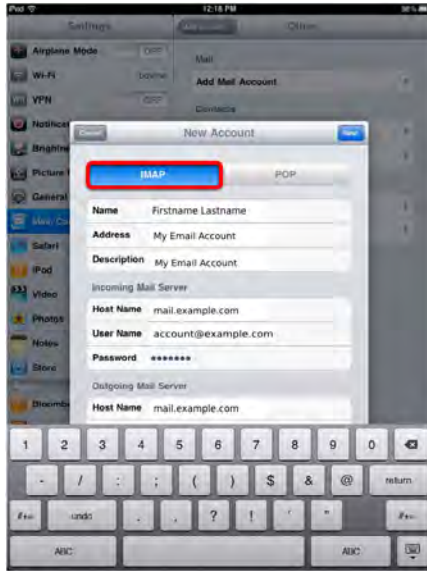 iPod 12:18 PM 98%
Settings Other
Airplane Mode OFF
Mail
Wi-Fi
Add Mail Account
VPN OFF
Contacts
Cancel New Account Save
Picture
IMAP POP
General
Name Firstname Lastname
Address My Email Account
Safari
Description My Email Account
iPod
Incoming Mail Server
Video
Host Name mail.example.com
Photos
User Name account@example.com
Notes
Password •••••••
Store
Outgoing Mail Server
Host Name mail.example.com
1 2 3 4 5 6 7 8 9 0
- / : ; ( ) $ & @ return
#+= undo . , ? ! ' " #+=
ABC ABC